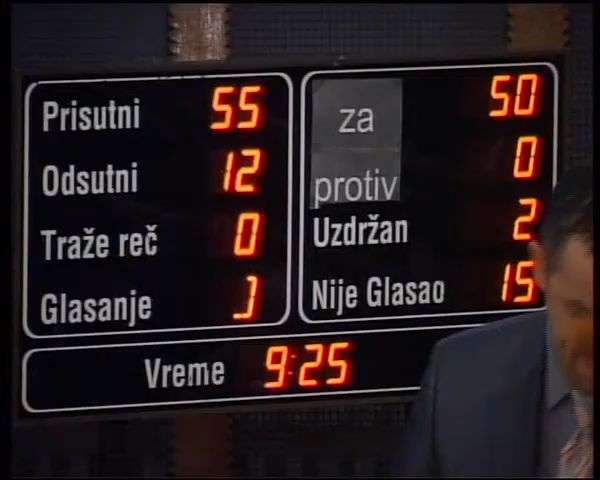 Prisutni 55
Odsutni 12
Traže reč 0
Glasanje
za 50
protiv 0
Uzdržan 2
Nije Glasao 15
Vreme 9:25